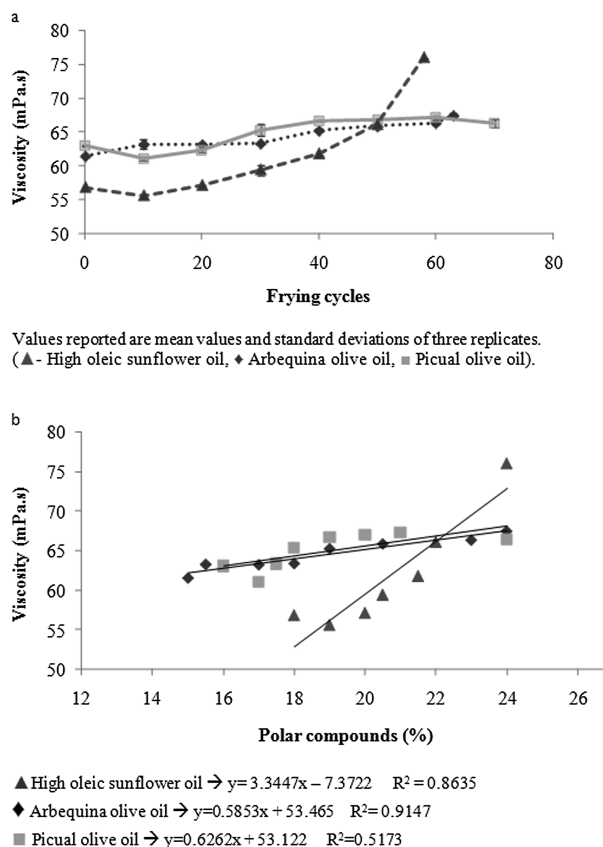 a
80
75
70
65
60
55
50
Viscosity (mPa.s)
0 20 40 60 80
Frying cycles
Values reported are mean values and standard deviations of three replicates.
(▲- High oleic sunflower oil, ◆ Arbequina olive oil, ■ Picual olive oil).
b
80
75
70
65
60
55
50
Viscosity (mPa.s)
12 14 16 18 20 22 24 26
Polar compounds (%)
▲ High oleic sunflower oil → y= 3.3447x – 7.3722 R² = 0.8635
◆ Arbequina olive oil → y=0.5853x + 53.465 R²= 0.9147
■ Picual olive oil → y=0.6262x + 53.122 R²=0.5173